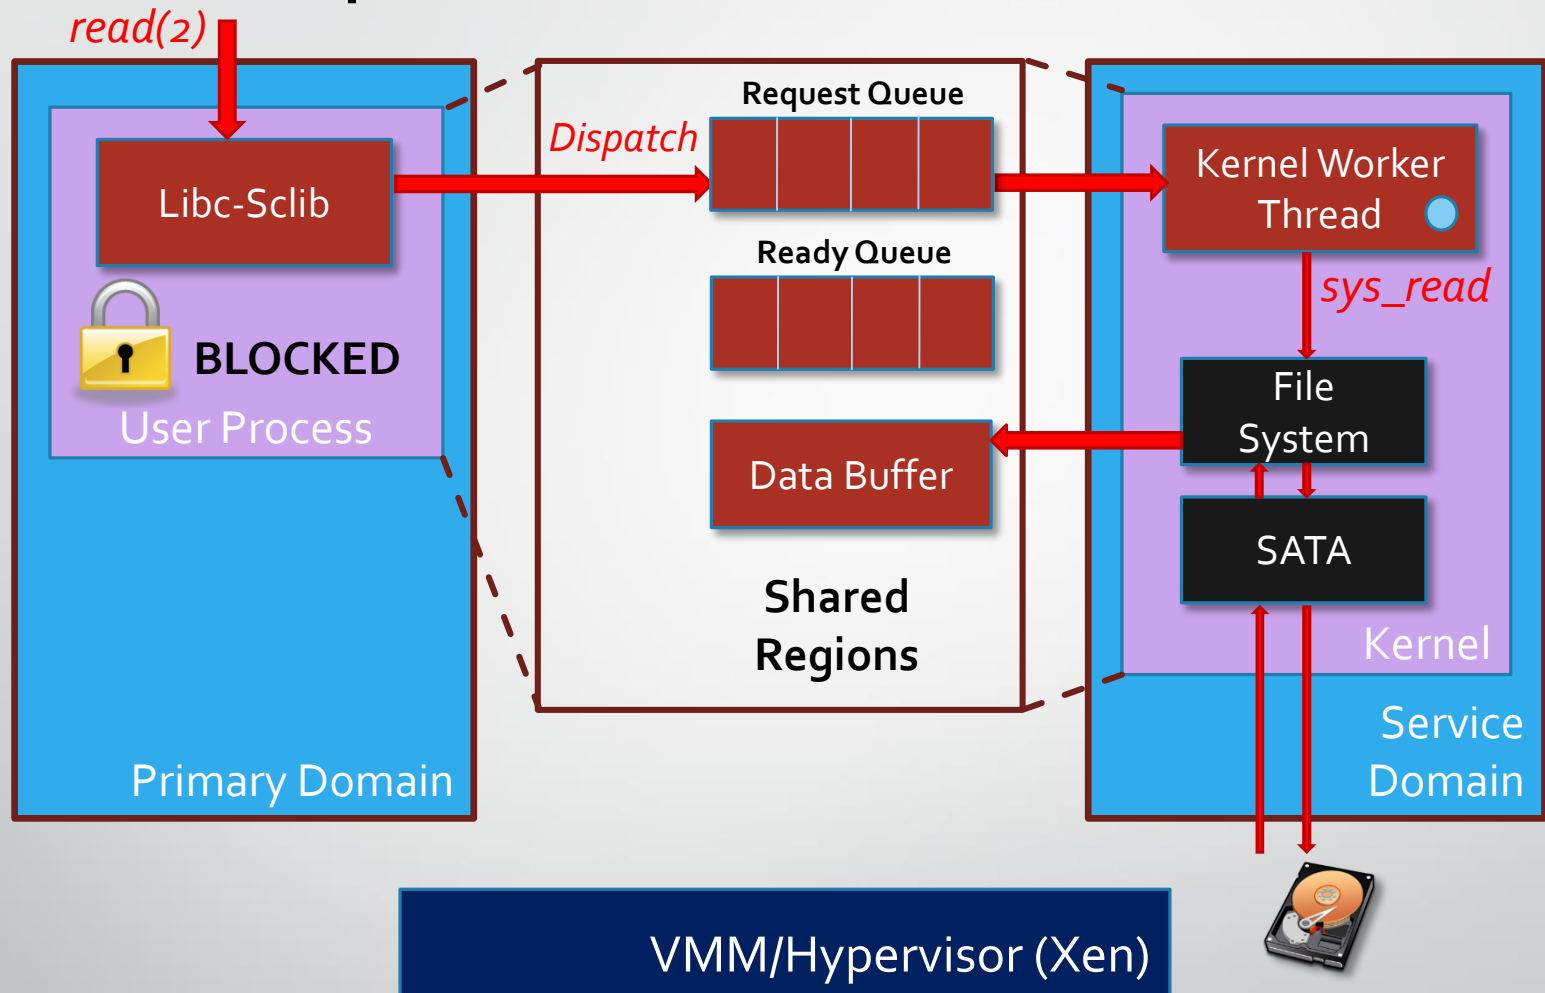 read(2)
Request Queue
Dispatch
Libc-Sclib
Kernel Worker
Thread
Ready Queue
sys_read
BLOCKED
User Process
File
System
Data Buffer
SATA
Shared
Regions
Kernel
Service
Domain
Primary Domain
VMM/Hypervisor (Xen)